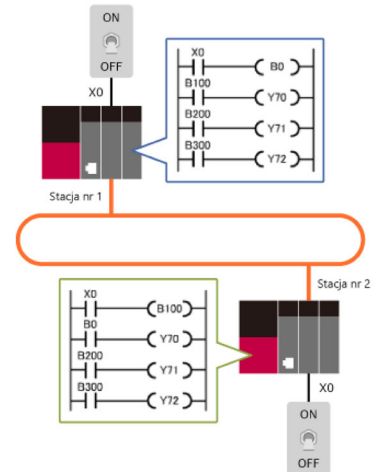 ON
OFF
X0
X0
B0
B100
Y70
B200
Y71
B300
Y72
Stacja nr 1
Stacja nr 2
X0
B100
B0
Y70
B200
Y71
B300
Y72
X0
ON
OFF